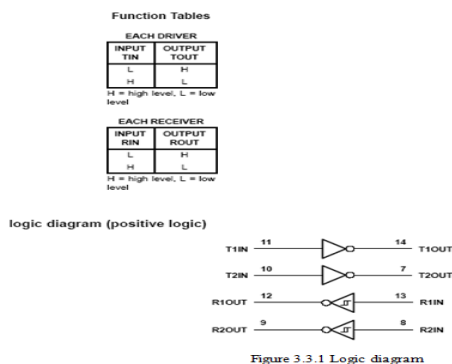 Function Tables
EACH DRIVER
INPUT TIN OUTPUT TOUT
L H
H L
H = high level, L = low
level
EACH RECEIVER
INPUT RIN OUTPUT ROUT
L H
H L
H = high level, L = low
level
logic diagram (positive logic)
T1IN 11 14 T1OUT
T2IN 10 7 T2OUT
R1OUT 12 13 R1IN
R2OUT 9 8 R2IN
Figure 3.3.1 Logic diagram